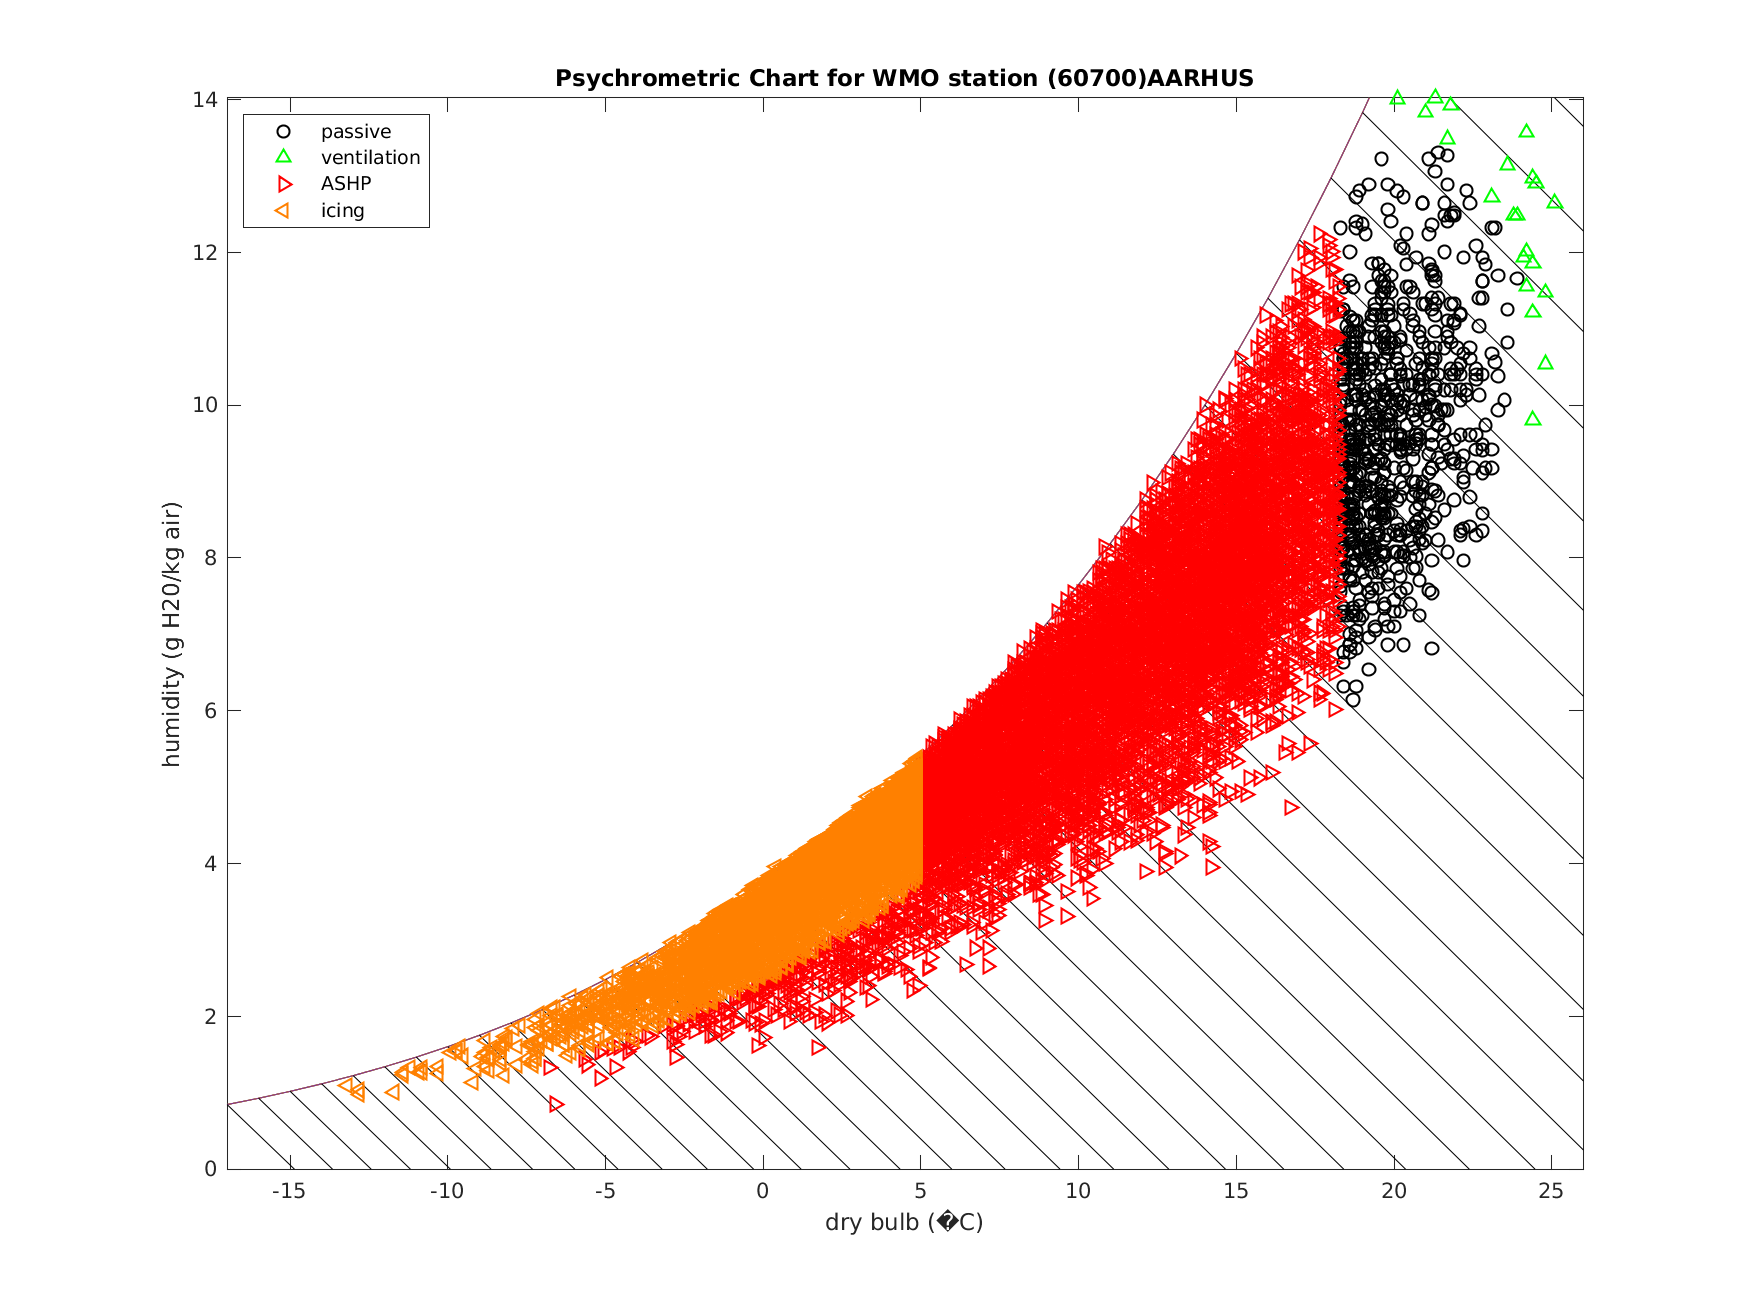 Psychrometric Chart for WMO station (60700)AARHUS
passive
ventilation
ASHP
icing
14
12
10
8
6
4
2
0
humidity (g H20/kg air)
-15 -10 -5 0 5 10 15 20 25
dry bulb (�C)